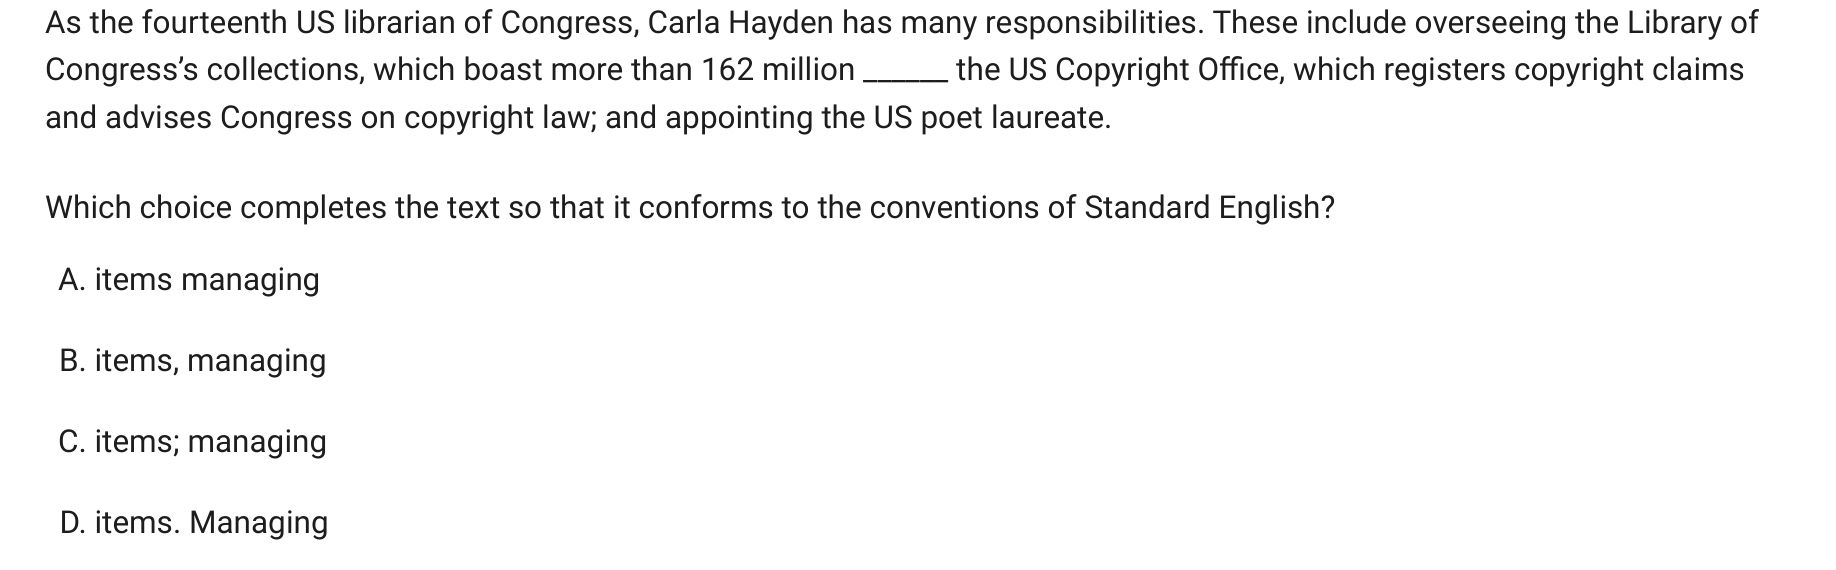 As the fourteenth US librarian of Congress, Carla Hayden has many responsibilities. These include overseeing the Library of
Congress's collections, which boast more than 162 million ______ the US Copyright Office, which registers copyright claims
and advises Congress on copyright law; and appointing the US poet laureate.
Which choice completes the text so that it conforms to the conventions of Standard English?
A. items managing
B. items, managing
C. items; managing
D. items. Managing